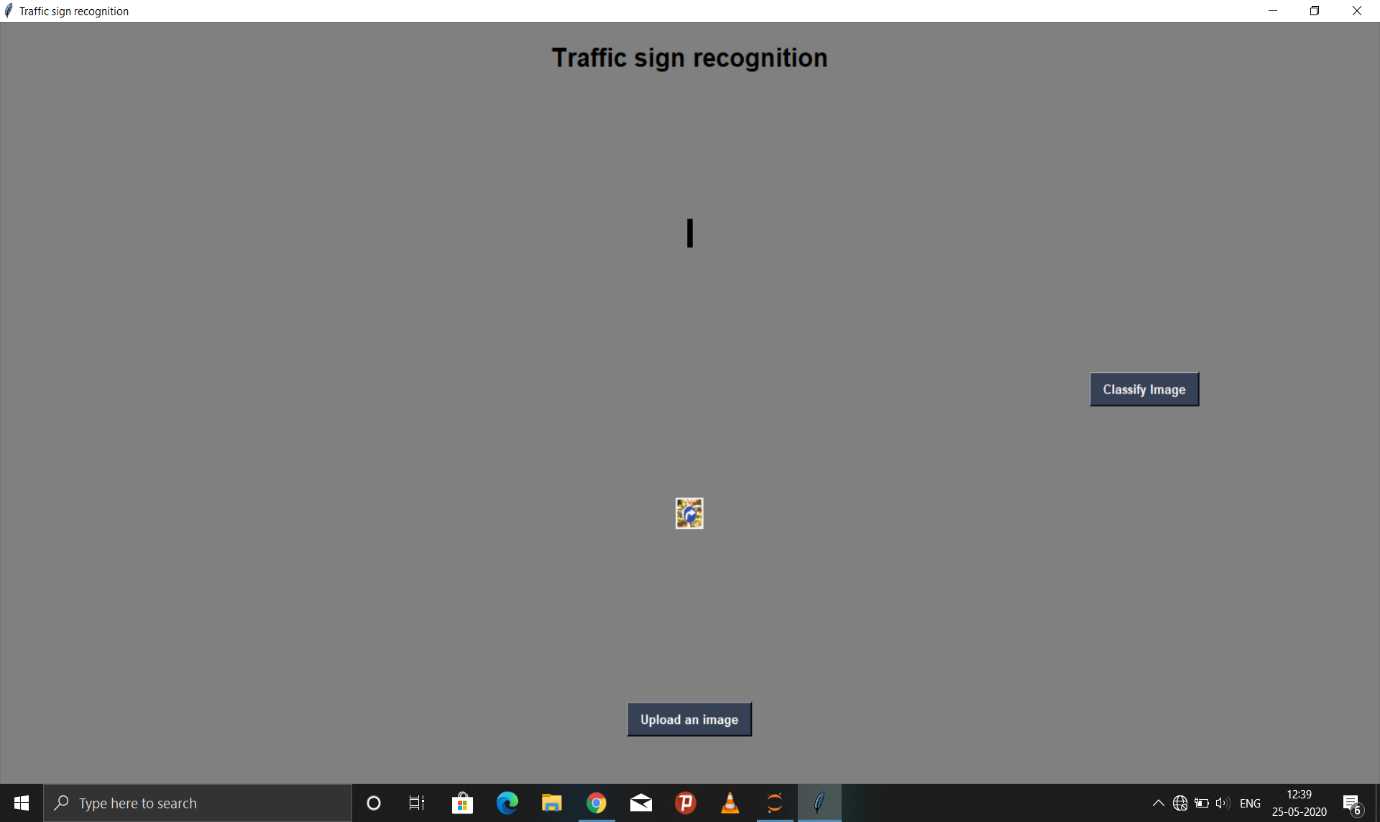 Traffic sign recognition
Traffic sign recognition
Classify Image
Upload an image
Type here to search
ENG
12:39
25-05-2020
6